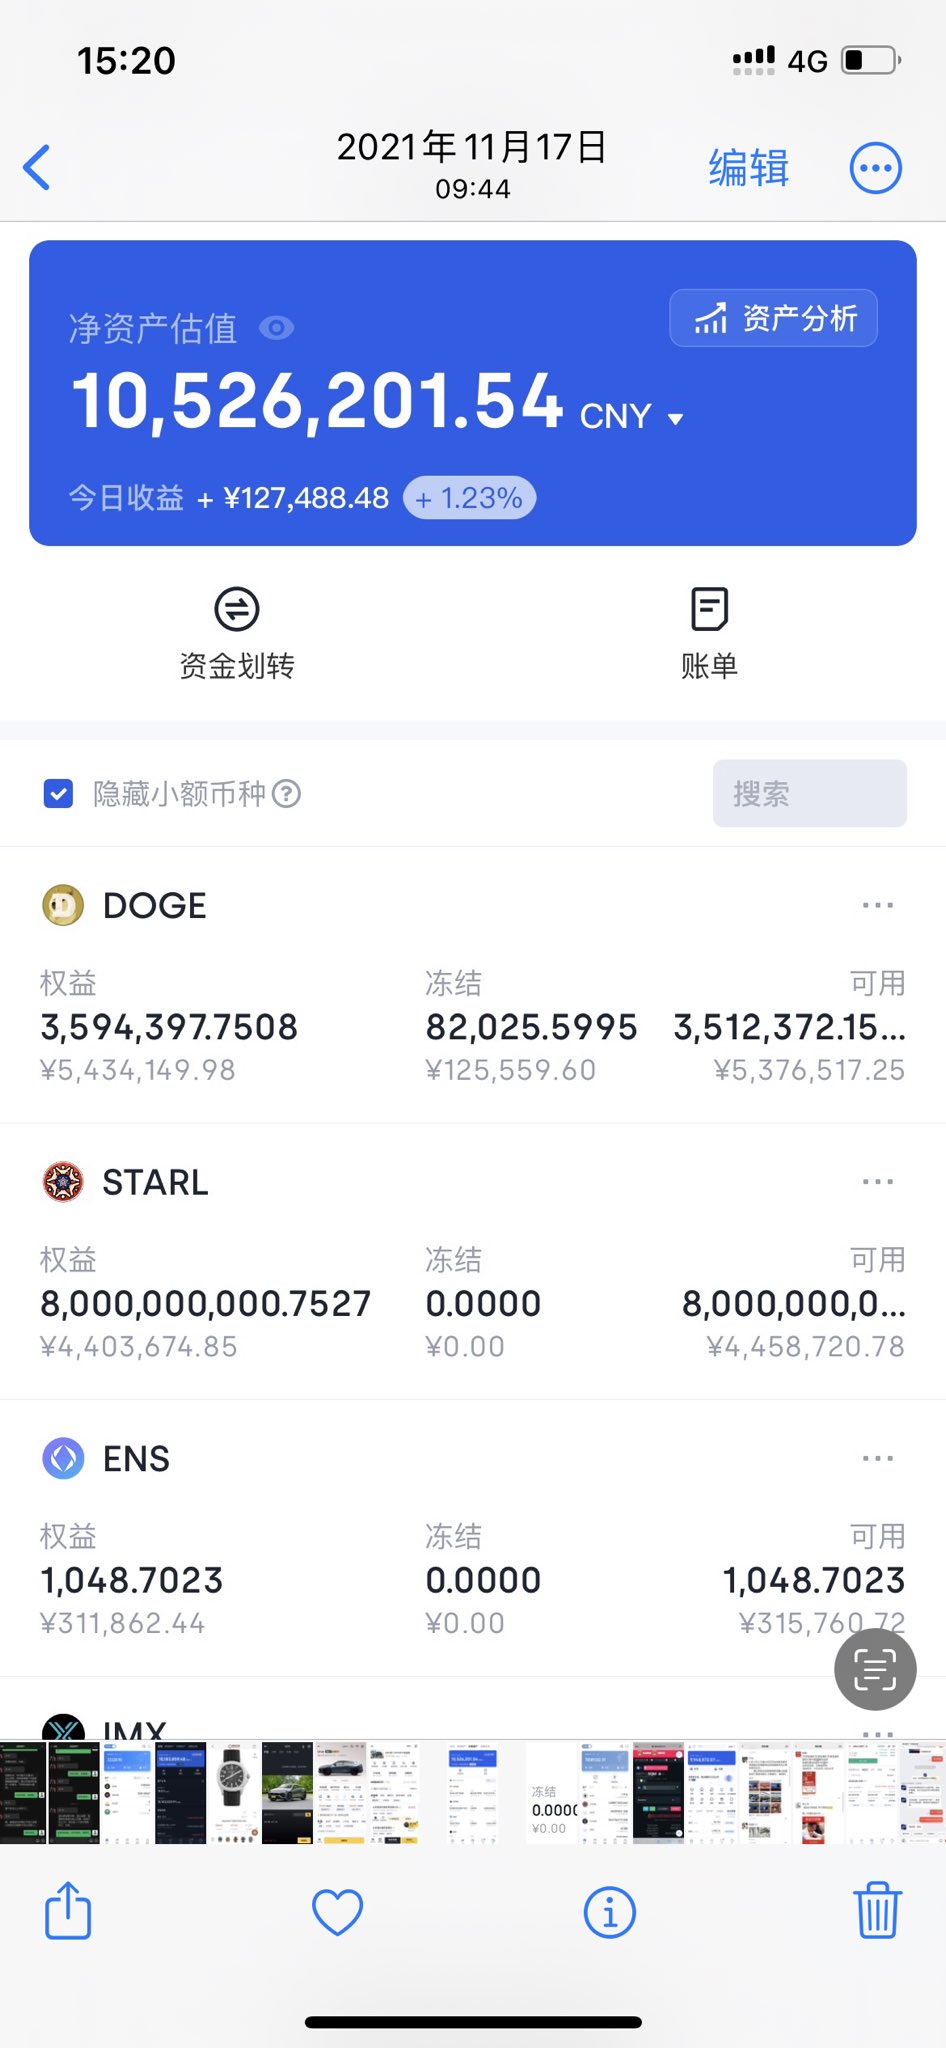 15:20
4G
2021年11月17日
09:44
编辑
净资产估值
资产分析
10,526,201.54 CNY
今日收益 + ¥127,488.48 + 1.23%
资金划转
账单
隐藏小额币种
搜索
DOGE
权益 冻结 可用
3,594,397.7508 82,025.5995 3,512,372.15...
¥5,434,149.98 ¥125,559.60 ¥5,376,517.25
STARL
权益 冻结 可用
8,000,000,000.7527 0.0000 8,000,000,0...
¥4,403,674.85 ¥0.00 ¥4,458,720.78
ENS
权益 冻结 可用
1,048.7023 0.0000 1,048.7023
¥311,862.44 ¥0.00 ¥315,760.72
IMX
冻结
0.0000
¥0.00